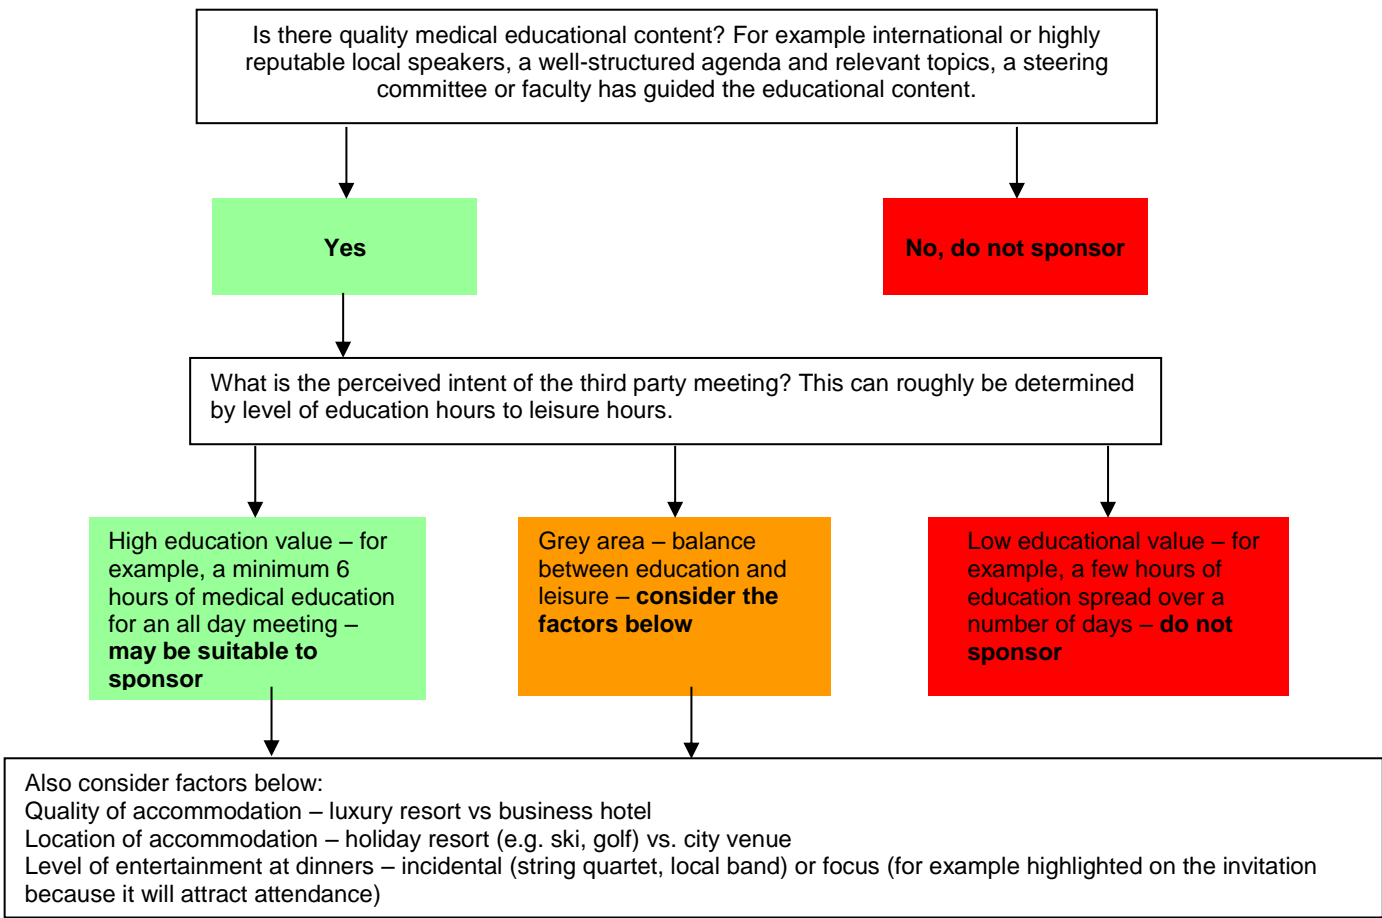 Is there quality medical educational content? For example international or highly
reputable local speakers, a well-structured agenda and relevant topics, a steering
committee or faculty has guided the educational content.
Yes
No, do not sponsor
What is the perceived intent of the third party meeting? This can roughly be determined
by level of education hours to leisure hours.
High education value – for
example, a minimum 6
hours of medical education
for an all day meeting –
may be suitable to
sponsor
Grey area – balance
between education and
leisure – consider the
factors below
Low educational value – for
example, a few hours of
education spread over a
number of days – do not
sponsor
Also consider factors below:
Quality of accommodation – luxury resort vs business hotel
Location of accommodation – holiday resort (e.g. ski, golf) vs. city venue
Level of entertainment at dinners – incidental (string quartet, local band) or focus (for example highlighted on the invitation
because it will attract attendance)